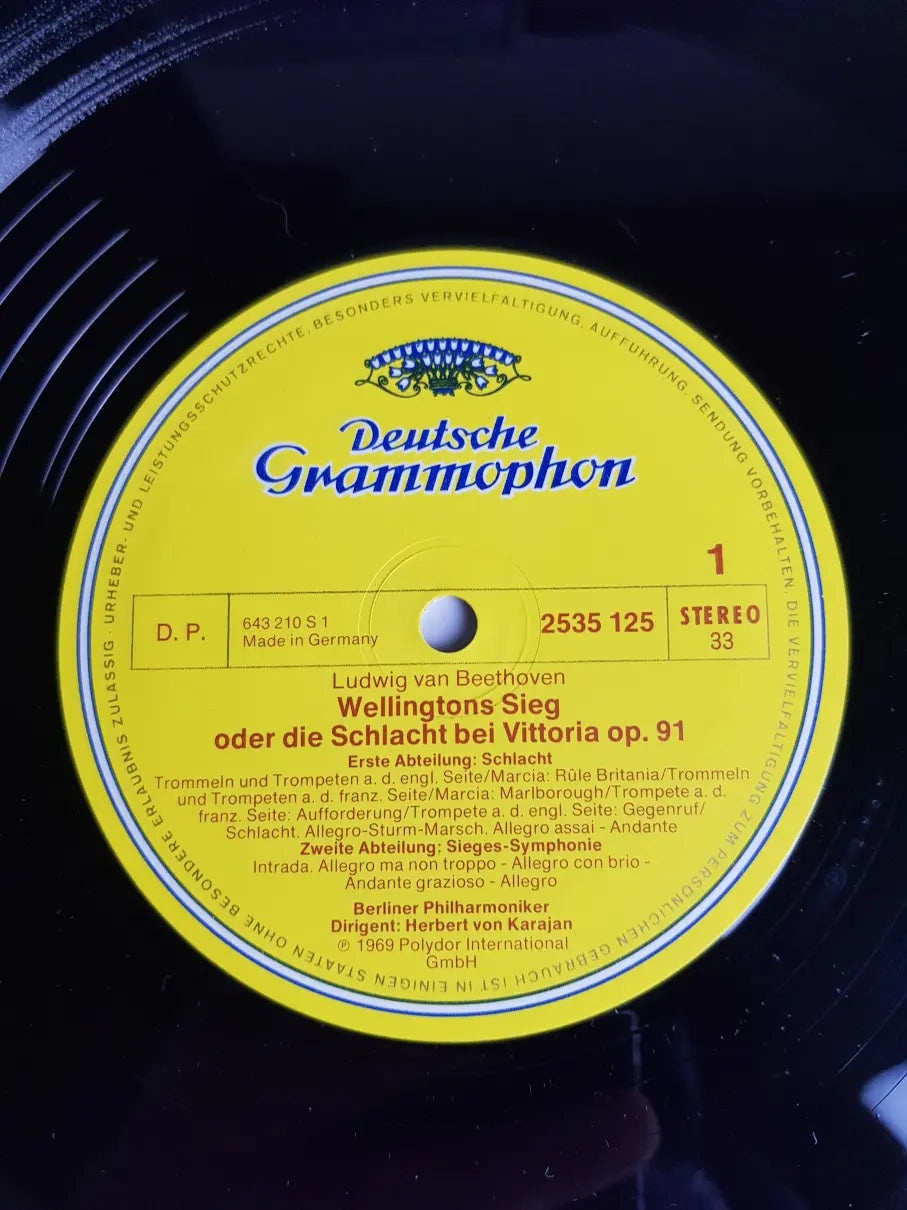 Deutsche
Grammophon
1
D. P.
643 210 S 1
Made in Germany
2535 125
STEREO
33
Ludwig van Beethoven
Wellingtons Sieg
oder die Schlacht bei Vittoria op. 91
Erste Abteilung: Schlacht
Trommeln und Trompeten a. d. engl. Seite/Marcia: Rûle Britania/Trommeln
und Trompeten a. d. franz. Seite/Marcia: Marlborough/Trompete a. d.
franz. Seite: Aufforderung/Trompete a. d. engl. Seite: Gegenruf/
Schlacht. Allegro-Sturm-Marsch. Allegro assai - Andante
Zweite Abteilung: Sieges-Symphonie
Intrada. Allegro ma non troppo - Allegro con brio -
Andante grazioso - Allegro
Berliner Philharmoniker
Dirigent: Herbert von Karajan
℗ 1969 Polydor International
GmbH
URHEBER- UND LEISTUNGSSCHUTZRECHTE, BESONDERS VERVIELFÄLTIGUNG, AUFFÜHRUNG, SENDUNG VORBEHALTEN. DIE VERVIELFÄLTIGUNG ZUM PERSÖNLICHEN GEBRAUCH IST IN EINIGEN STAATEN OHNE BESONDERE ERLAUBNIS ZULÄSSIG ·